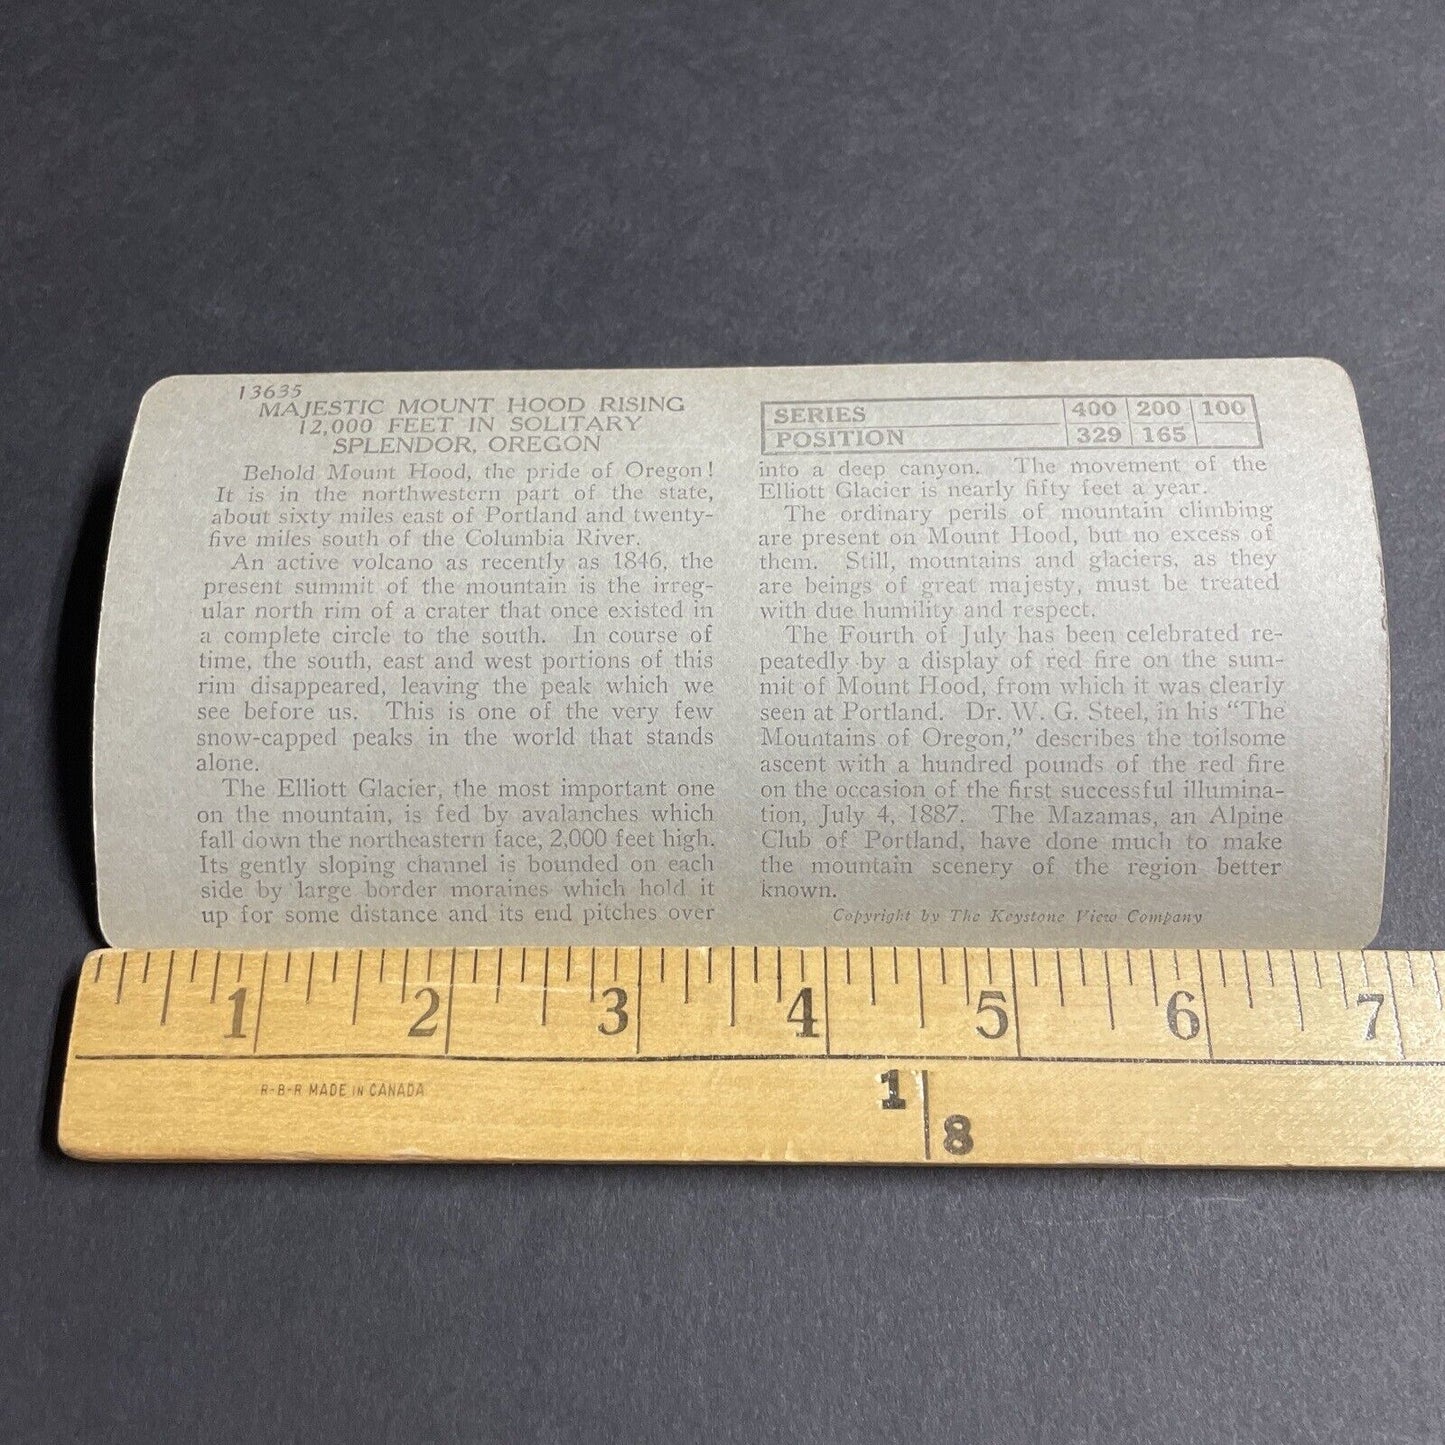 13635
MAJESTIC MOUNT HOOD RISING
12,000 FEET IN SOLITARY
SPLENDOR, OREGON
Behold Mount Hood, the pride of Oregon!
It is in the northwestern part of the state,
about sixty miles east of Portland and twenty-
five miles south of the Columbia River.
An active volcano as recently as 1846, the
present summit of the mountain is the irreg-
ular north rim of a crater that once existed in
a complete circle to the south. In course of
time, the south, east and west portions of this
rim disappeared, leaving the peak which we
see before us. This is one of the very few
snow-capped peaks in the world that stands
alone.
The Elliott Glacier, the most important one
on the mountain, is fed by avalanches which
fall down the northeastern face, 2,000 feet high.
Its gently sloping channel is bounded on each
side by large border moraines which hold it
up for some distance and its end pitches over
SERIES 400 200 100
POSITION 329 165
into a deep canyon. The movement of the
Elliott Glacier is nearly fifty feet a year.
The ordinary perils of mountain climbing
are present on Mount Hood, but no excess of
them. Still, mountains and glaciers, as they
are beings of great majesty, must be treated
with due humility and respect.
The Fourth of July has been celebrated re-
peatedly by a display of red fire on the sum-
mit of Mount Hood, from which it was clearly
seen at Portland. Dr. W. G. Steel, in his "The
Mountains of Oregon," describes the toilsome
ascent with a hundred pounds of the red fire
on the occasion of the first successful illumina-
tion, July 4, 1887. The Mazamas, an Alpine
Club of Portland, have done much to make
the mountain scenery of the region better
known.
Copyright by The Keystone View Company
1 2 3 4 5 6 7
R-B-R MADE IN CANADA
1
8